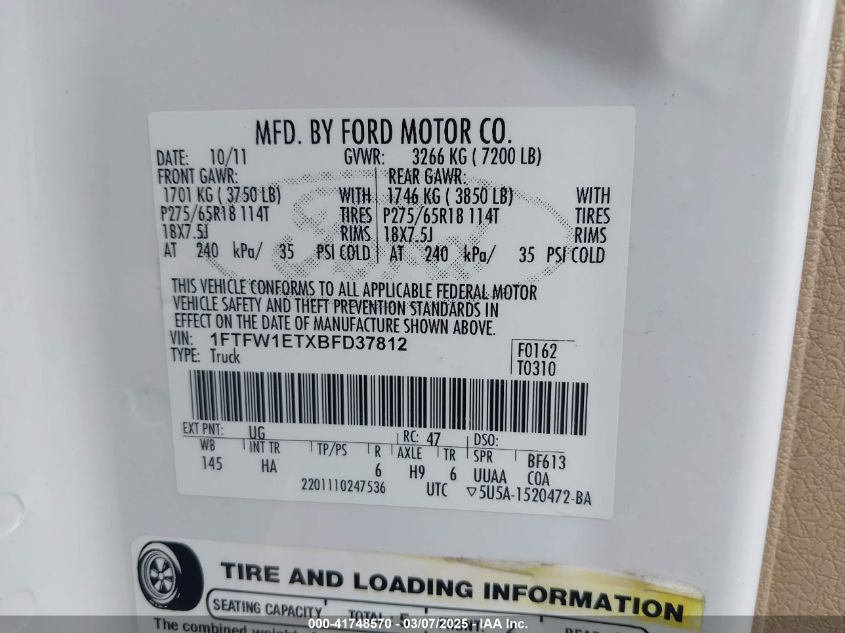 MFD. BY FORD MOTOR CO.
DATE: 10/11 GVWR: 3266 KG ( 7200 LB)
FRONT GAWR: REAR GAWR:
1701 KG ( 3750 LB) WITH 1746 KG ( 3850 LB) WITH
P275/65R18 114T TIRES P275/65R18 114T TIRES
18X7.5J RIMS 18X7.5J RIMS
AT 240 kPa/ 35 PSI COLD AT 240 kPa/ 35 PSI COLD
Ford
THIS VEHICLE CONFORMS TO ALL APPLICABLE FEDERAL MOTOR
VEHICLE SAFETY AND THEFT PREVENTION STANDARDS IN
EFFECT ON THE DATE OF MANUFACTURE SHOWN ABOVE.
VIN: 1FTFW1ETXBFD37812
TYPE: Truck
F0162
T0310
EXT PNT: UG RC: 47 DSO:
WB INT TR TP/PS R AXLE TR SPR BF613
145 HA 6 H9 6 UUAA COA
2201110247536 UTC ▽5U5A-1520472-BA
TIRE AND LOADING INFORMATION
SEATING CAPACITY
The combined
000-41748570 - 03/07/2025 - IAA Inc.